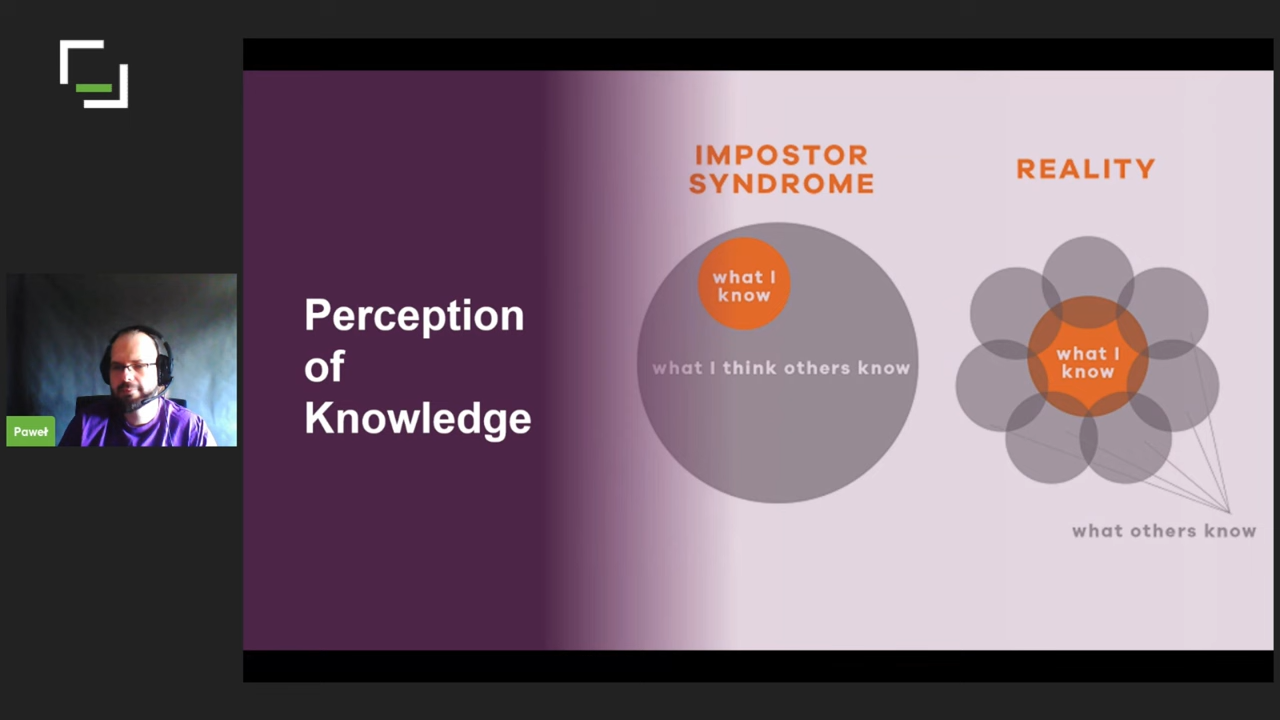 Paweł
Perception
of
Knowledge
IMPOSTOR
SYNDROME
what I
know
what I think others know
REALITY
what I
know
what others know